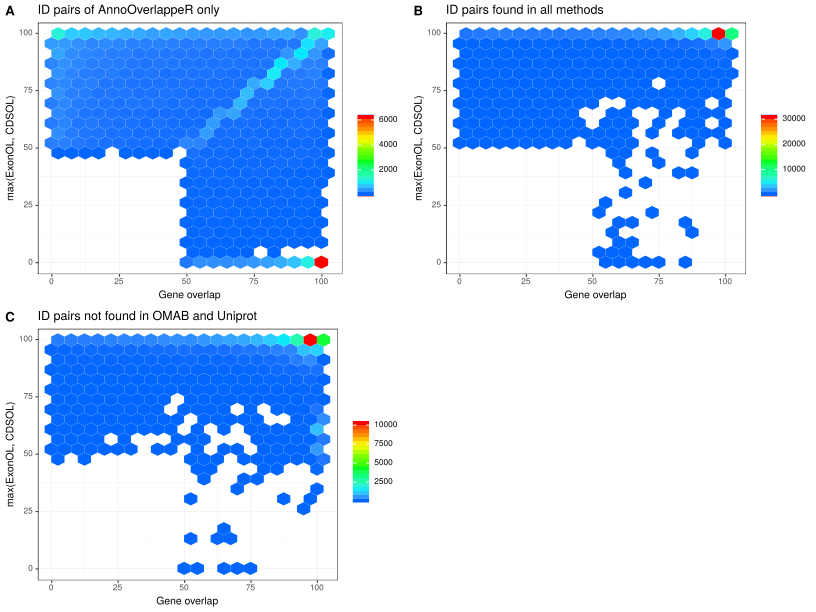 A ID pairs of AnnoOverlappeR only
max(ExonOL, CDSOL)
100
75
50
25
0
0 25 50 75 100
Gene overlap
6000
4000
2000
B ID pairs found in all methods
max(ExonOL, CDSOL)
100
75
50
25
0
0 25 50 75 100
Gene overlap
30000
20000
10000
C ID pairs not found in OMAB and Uniprot
max(ExonOL, CDSOL)
100
75
50
25
0
0 25 50 75 100
Gene overlap
10000
7500
5000
2500